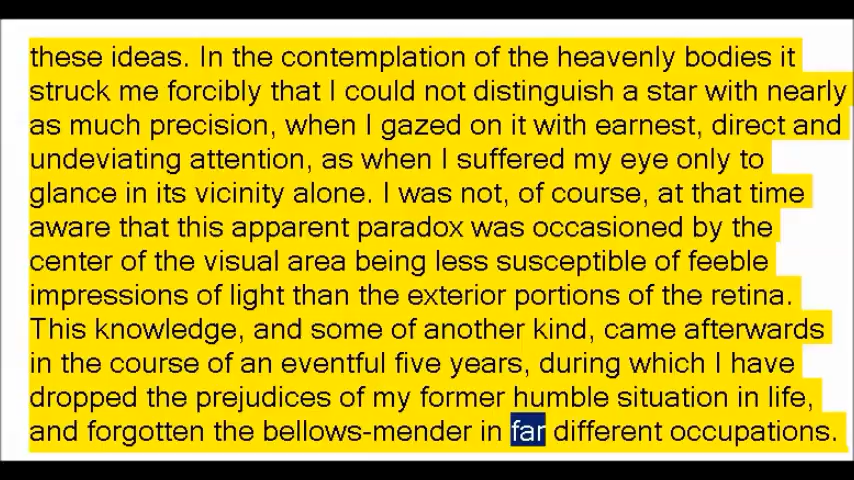 these ideas. In the contemplation of the heavenly bodies it
struck me forcibly that I could not distinguish a star with nearly
as much precision, when I gazed on it with earnest, direct and
undeviating attention, as when I suffered my eye only to
glance in its vicinity alone. I was not, of course, at that time
aware that this apparent paradox was occasioned by the
center of the visual area being less susceptible of feeble
impressions of light than the exterior portions of the retina.
This knowledge, and some of another kind, came afterwards
in the course of an eventful five years, during which I have
dropped the prejudices of my former humble situation in life,
and forgotten the bellows-mender in far different occupations.